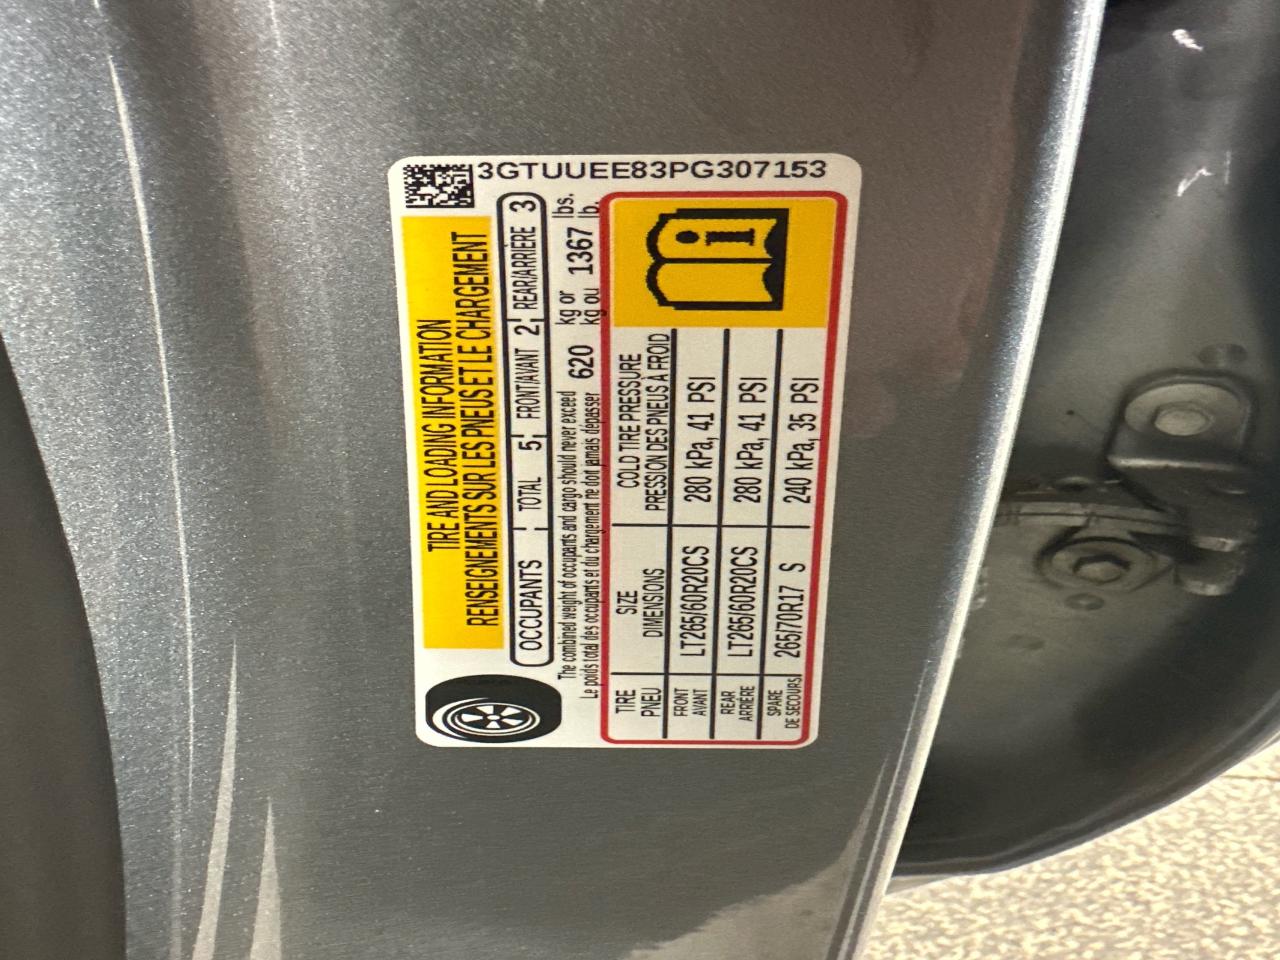 3GTUUEE83PG307153
TIRE AND LOADING INFORMATION
RENSEIGNEMENTS SUR LES PNEUS ET LE CHARGEMENT
OCCUPANTS TOTAL 5 FRONT/AVANT 2 REAR/ARRIÈRE 3
The combined weight of occupants and cargo should never exceed 620 kg or 1367 lbs.
Le poids total des occupants et du chargement ne doit jamais dépasser kg ou lb.
TIRE SIZE COLD TIRE PRESSURE
PNEU DIMENSIONS PRESSION DES PNEUS À FROID
FRONT
AVANT LT265/60R20CS 280 kPa, 41 PSI
REAR
ARRIÈRE LT265/60R20CS 280 kPa, 41 PSI
SPARE
DE SECOURS 265/70R17 S 240 kPa, 35 PSI
i